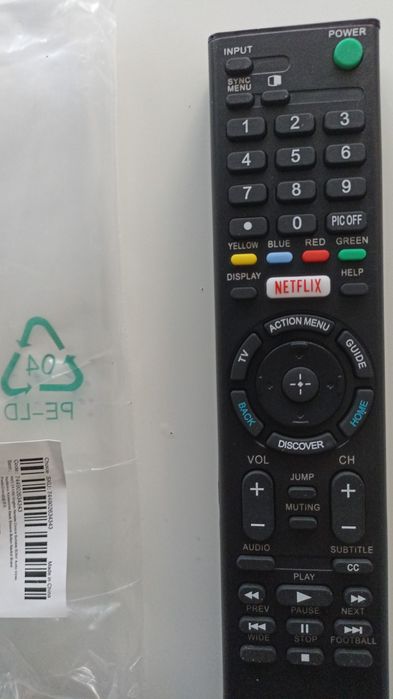 POWER
INPUT
SYNC
MENU
1 2 3
4 5 6
7 8 9
0 PIC OFF
YELLOW BLUE RED GREEN
DISPLAY HELP
NETFLIX
ACTION MENU
TV GUIDE
BACK HOME
DISCOVER
VOL CH
+ JUMP +
MUTING
- -
AUDIO SUBTITLE
CC
PLAY
PREV PAUSE NEXT
WIDE STOP FOOTBALL
04
PE-LD
Made in China